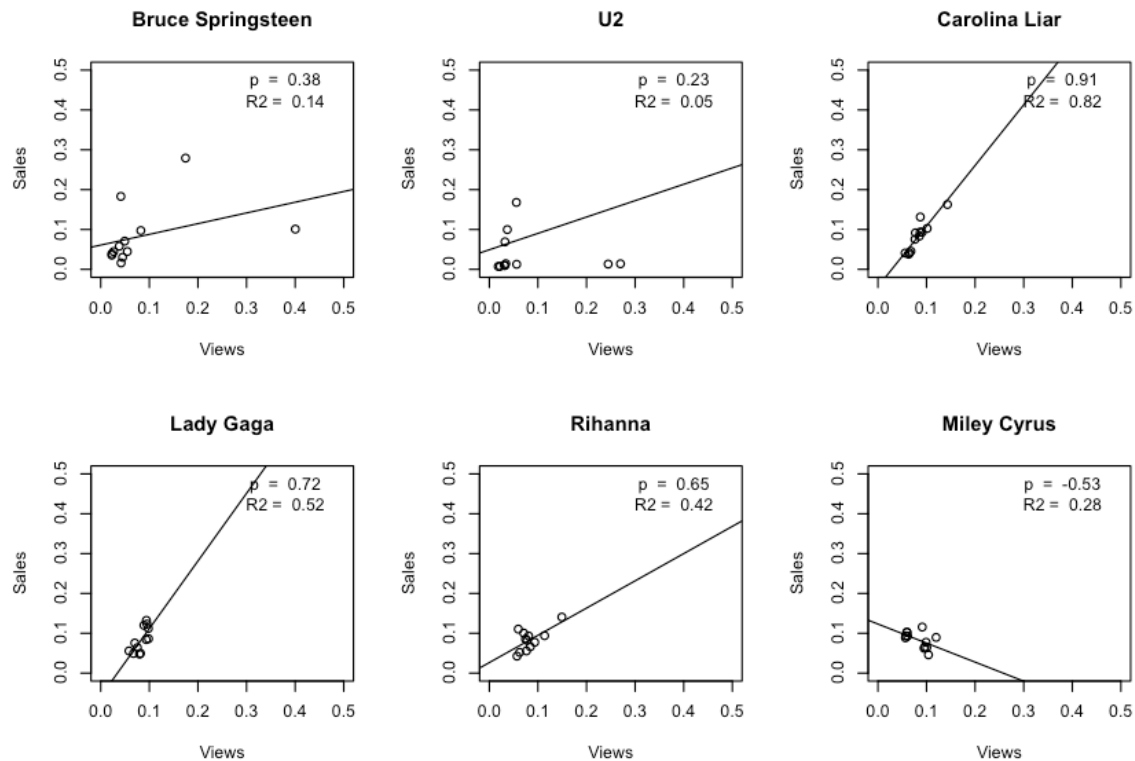 Bruce Springsteen
p = 0.38
R2 = 0.14
Sales
0.0 0.1 0.2 0.3 0.4 0.5
0.0 0.1 0.2 0.3 0.4 0.5
Views
U2
p = 0.23
R2 = 0.05
Sales
0.0 0.1 0.2 0.3 0.4 0.5
0.0 0.1 0.2 0.3 0.4 0.5
Views
Carolina Liar
p = 0.91
R2 = 0.82
Sales
0.0 0.1 0.2 0.3 0.4 0.5
0.0 0.1 0.2 0.3 0.4 0.5
Views
Lady Gaga
p = 0.72
R2 = 0.52
Sales
0.0 0.1 0.2 0.3 0.4 0.5
0.0 0.1 0.2 0.3 0.4 0.5
Views
Rihanna
p = 0.65
R2 = 0.42
Sales
0.0 0.1 0.2 0.3 0.4 0.5
0.0 0.1 0.2 0.3 0.4 0.5
Views
Miley Cyrus
p = -0.53
R2 = 0.28
Sales
0.0 0.1 0.2 0.3 0.4 0.5
0.0 0.1 0.2 0.3 0.4 0.5
Views